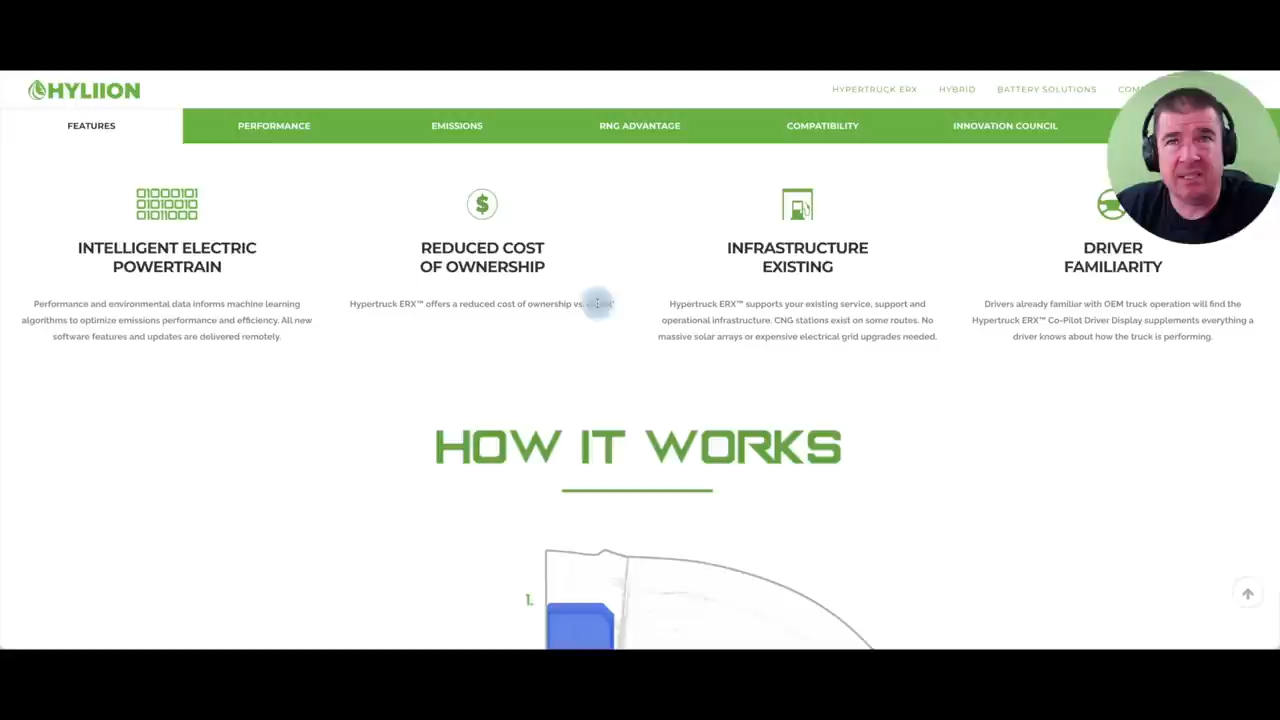 HYLIION
HYPERTRUCK ERX HYBRID BATTERY SOLUTIONS
FEATURES PERFORMANCE EMISSIONS RNG ADVANTAGE COMPATIBILITY INNOVATION COUNCIL
01000101
010010
01011000
$
INTELLIGENT ELECTRIC
POWERTRAIN
Performance and environmental data informs machine learning
algorithms to optimize emissions performance and efficiency. All new
software features and updates are delivered remotely.
REDUCED COST
OF OWNERSHIP
Hypertruck ERX™ offers a reduced cost of ownership vs.
INFRASTRUCTURE
EXISTING
Hypertruck ERX™ supports your existing service, support and
operational infrastructure. CNG stations exist on some routes. No
massive solar arrays or expensive electrical grid upgrades needed.
DRIVER
FAMILIARITY
Drivers already familiar with OEM truck operation will find the
Hypertruck ERX™ Co-Pilot Driver Display supplements everything a
driver knows about how the truck is performing.
HOW IT WORKS
1.